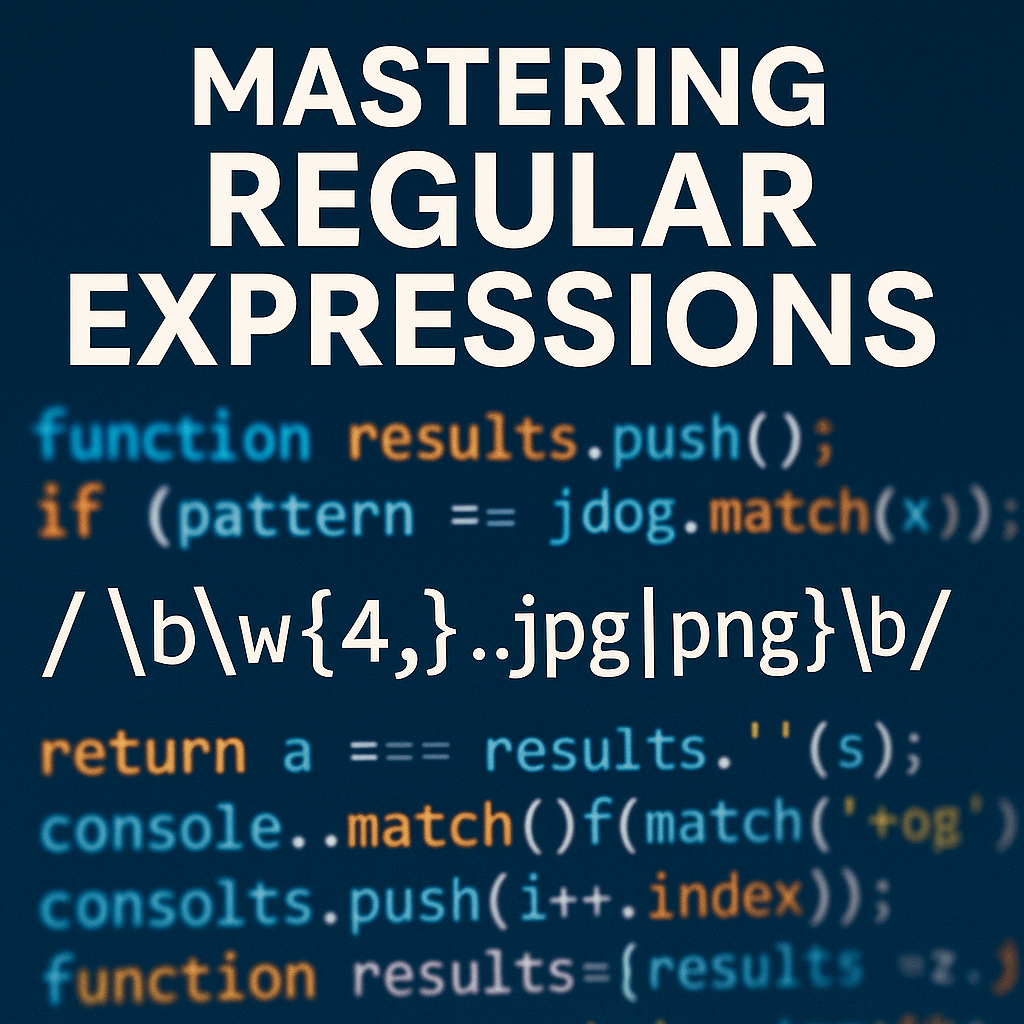 MASTERING
REGULAR
EXPRESSIONS
function results.push();
if (pattern == jdog.match(x));
/\b\w{4,}..jpg|png}\b/
return a === results.''(s);
console..match()f(match('+og')
consolts.push(i++.index));
function results={results =z.j